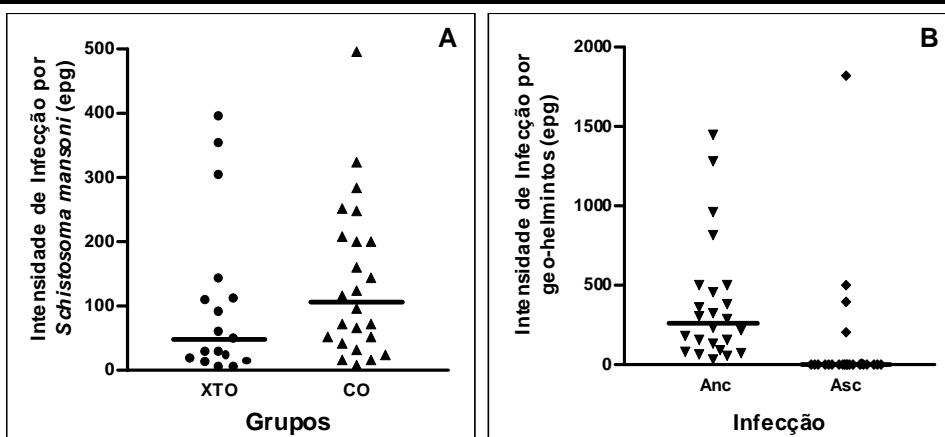 A
Intensidade de Infecção por
Schistosoma mansoni (epg)
500
400
300
200
100
0
XTO
CO
Grupos
B
Intensidade de Infecção por
geo-helmintos (epg)
2000
1500
1000
500
0
Anc
Asc
Infecção